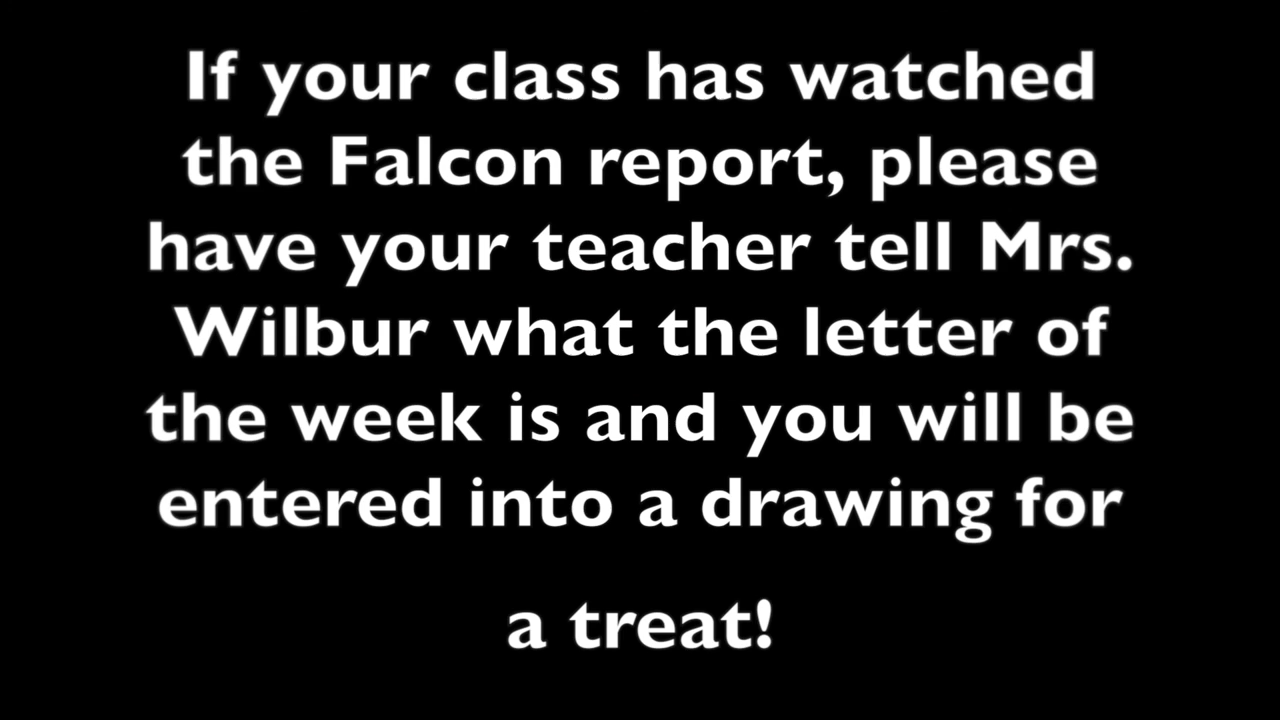 If your class has watched
the Falcon report, please
have your teacher tell Mrs.
Wilbur what the letter of
the week is and you will be
entered into a drawing for
a treat!